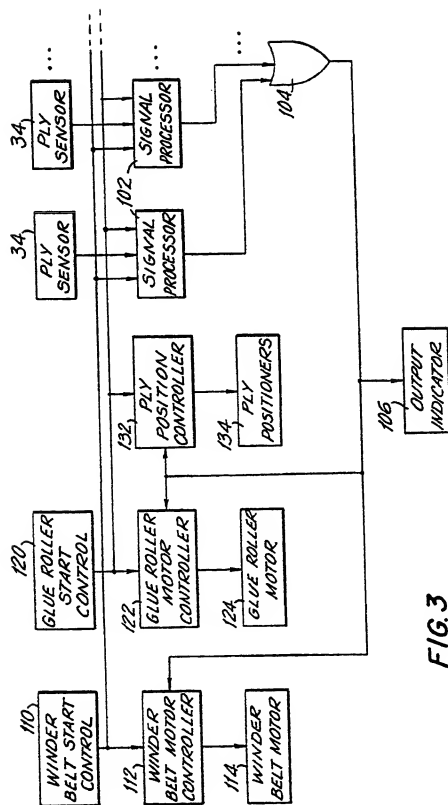 110
WINDER
BELT START
CONTROL
120
GLUE ROLLER
START
CONTROL
34
PLY
SENSOR
34
PLY
SENSOR
...
112
WINDER
BELT MOTOR
CONTROLLER
122
GLUE ROLLER
MOTOR
CONTROLLER
132
PLY
POSITION
CONTROLLER
102
SIGNAL
PROCESSOR
SIGNAL
PROCESSOR
...
114
WINDER
BELT MOTOR
124
GLUE ROLLER
MOTOR
134
PLY
POSITIONERS
...
104
106
OUTPUT
INDICATOR
FIG.3